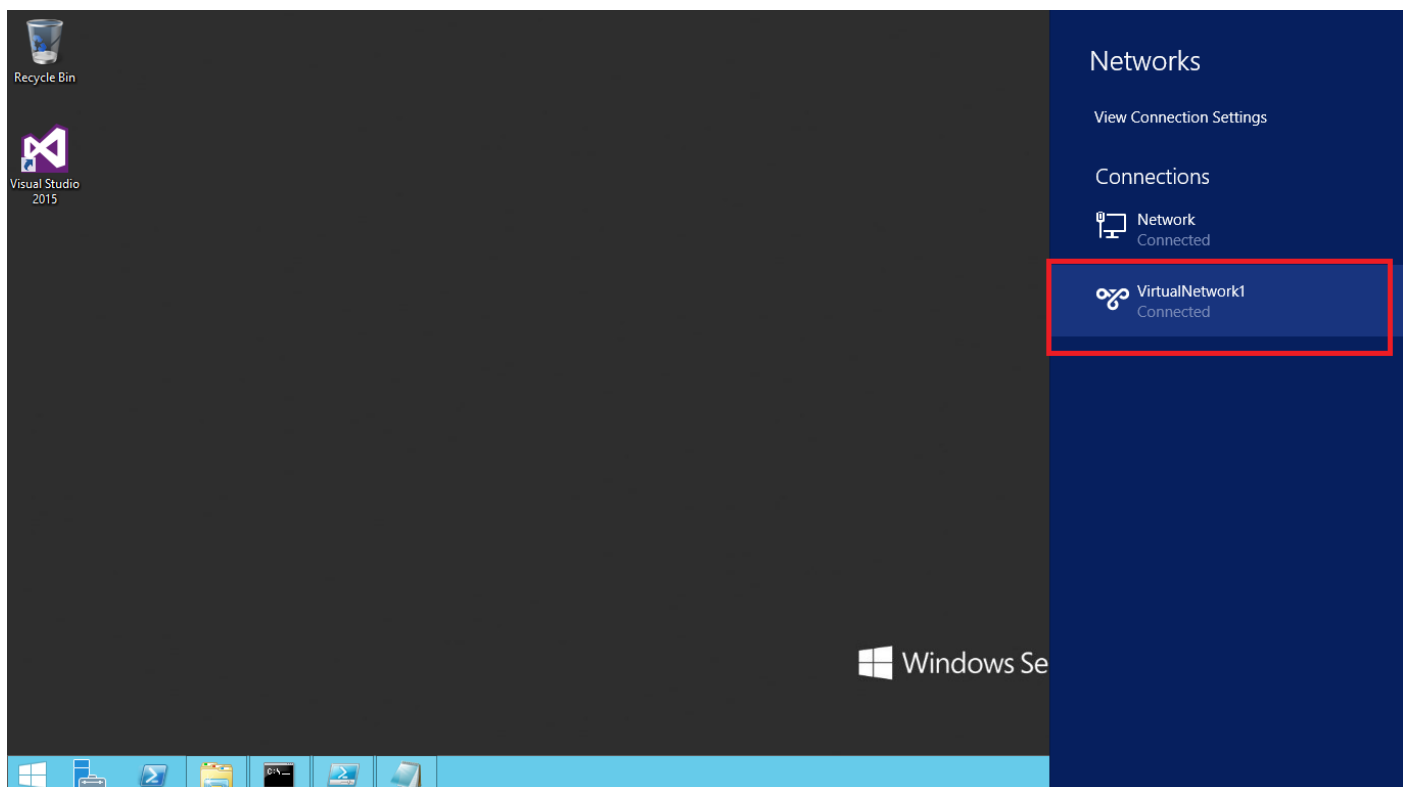 Recycle Bin
Visual Studio
2015
Networks
View Connection Settings
Connections
Network
Connected
VirtualNetwork1
Connected
Windows Se
C:\_